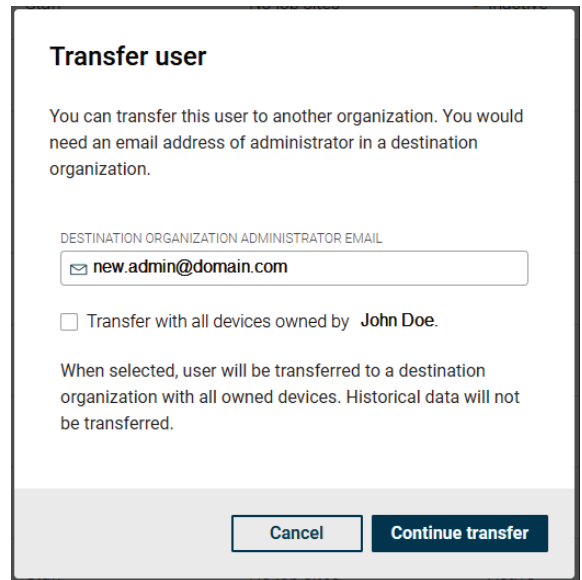 Transfer user
You can transfer this user to another organization. You would
need an email address of administrator in a destination
organization.
DESTINATION ORGANIZATION ADMINISTRATOR EMAIL
new.admin@domain.com
Transfer with all devices owned by John Doe.
When selected, user will be transferred to a destination
organization with all owned devices. Historical data will not
be transferred.
Cancel Continue transfer